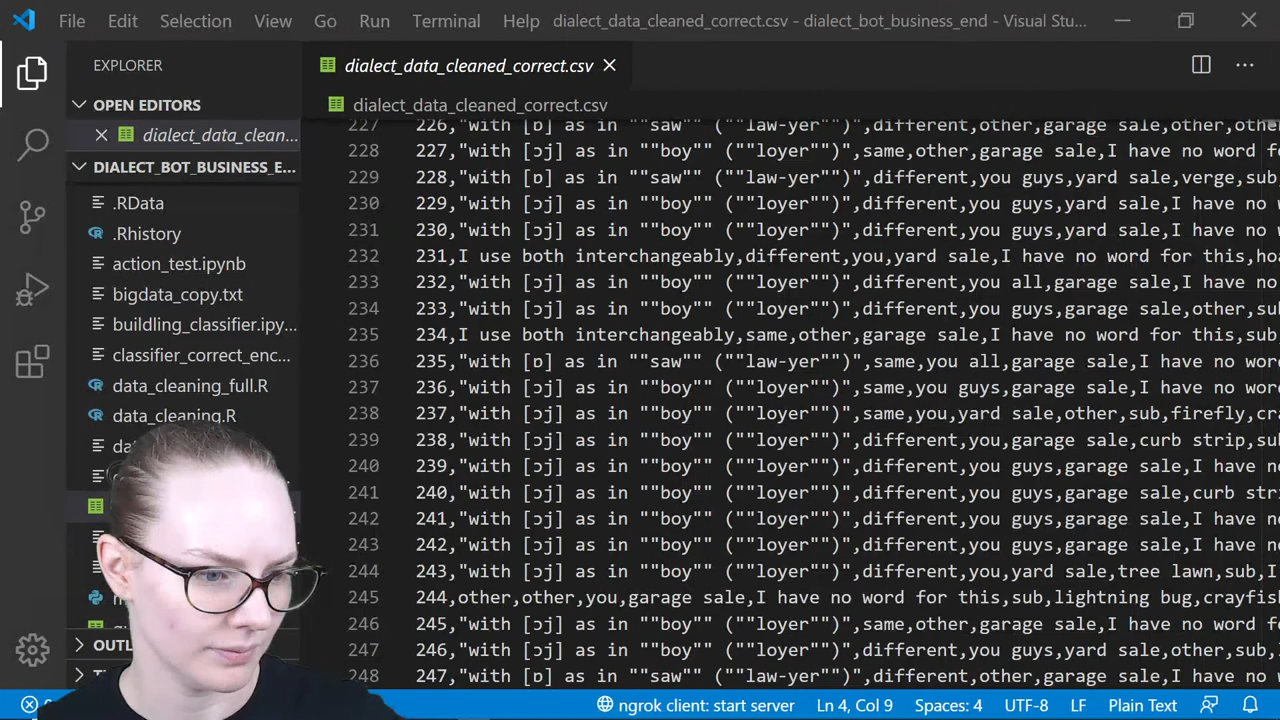 File Edit Selection View Go Run Terminal Help dialect_data_cleaned_correct.csv - dialect_bot_business_end - Visual Stu...
EXPLORER
OPEN EDITORS
dialect_data_clean...
DIALECT_BOT_BUSINESS_E...
.RData
.Rhistory
action_test.ipynb
bigdata_copy.txt
buildling_classifier.ipy...
classifier_correct_enc...
data_cleaning_full.R
data_cleaning.R
OUTL
dialect_data_cleaned_correct.csv
dialect_data_cleaned_correct.csv
227 226,"with [ɒ] as in ""saw"" (""law-yer"")",different,other,garage sale,other,othe
228 227,"with [ɔj] as in ""boy"" (""loyer"")",same,other,garage sale,I have no word for
229 228,"with [ɒ] as in ""saw"" (""law-yer"")",different,you guys,yard sale,verge,sub
230 229,"with [ɔj] as in ""boy"" (""loyer"")",different,you guys,yard sale,I have no w
231 230,"with [ɔj] as in ""boy"" (""loyer"")",different,you guys,yard sale,I have no w
232 231,I use both interchangeably,different,you,yard sale,I have no word for this,hoa
233 232,"with [ɔj] as in ""boy"" (""loyer"")",different,you all,garage sale,I have no
234 233,"with [ɔj] as in ""boy"" (""loyer"")",different,you guys,garage sale,other,sub
235 234,I use both interchangeably,same,other,garage sale,I have no word for this,sub
236 235,"with [ɒ] as in ""saw"" (""law-yer"")",same,you all,garage sale,I have no word
237 236,"with [ɔj] as in ""boy"" (""loyer"")",same,you guys,garage sale,I have no word
238 237,"with [ɔj] as in ""boy"" (""loyer"")",same,you,yard sale,other,sub,firefly,cra
239 238,"with [ɔj] as in ""boy"" (""loyer"")",different,you,garage sale,curb strip,sub
240 239,"with [ɔj] as in ""boy"" (""loyer"")",different,you guys,garage sale,I have no
241 240,"with [ɔj] as in ""boy"" (""loyer"")",different,you guys,garage sale,curb stri
242 241,"with [ɔj] as in ""boy"" (""loyer"")",different,you guys,garage sale,I have no
243 242,"with [ɔj] as in ""boy"" (""loyer"")",different,you guys,garage sale,I have no
244 243,"with [ɔj] as in ""boy"" (""loyer"")",different,you,yard sale,tree lawn,sub,I
245 244,other,other,you,garage sale,I have no word for this,sub,lightning bug,crayfish
246 245,"with [ɔj] as in ""boy"" (""loyer"")",same,other,garage sale,I have no word fo
247 246,"with [ɔj] as in ""boy"" (""loyer"")",different,you guys,yard sale,other,sub,
248 247,"with [ɒ] as in ""saw"" (""law-yer"")",same,other,garage sale,I have no word
ngrok client: start server Ln 4, Col 9 Spaces: 4 UTF-8 LF Plain Text